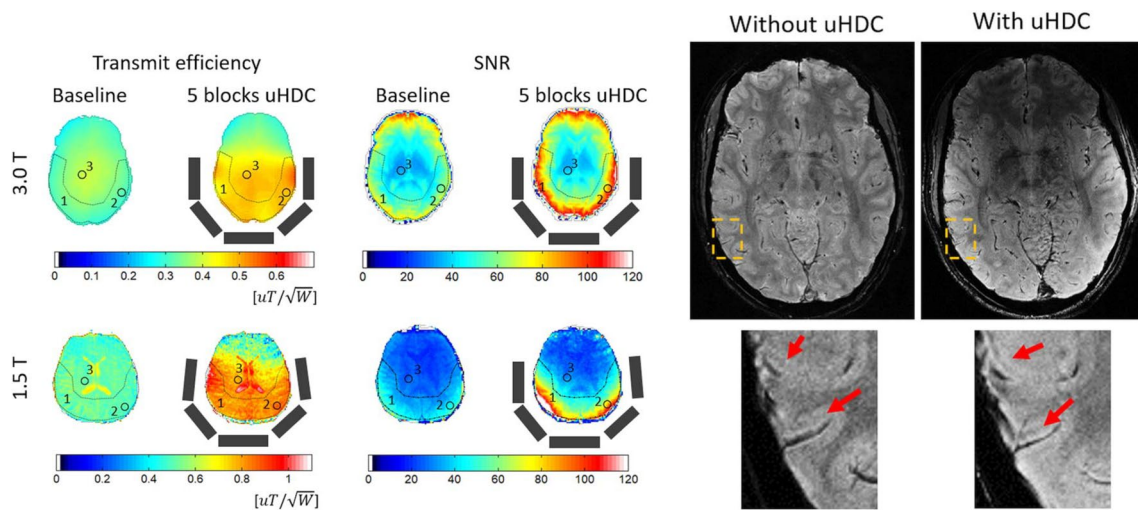 Transmit efficiency
SNR
Baseline
5 blocks uHDC
Baseline
5 blocks uHDC
Without uHDC
With uHDC
3.0 T
3
1
2
3
1
2
3
1
2
3
1
2
0 0.1 0.2 0.3 0.4 0.5 0.6
[uT/√W]
0 20 40 60 80 100 120
1.5 T
3
1
2
3
1
2
3
1
2
3
1
2
0 0.2 0.4 0.6 0.8 1
[uT/√W]
0 20 40 60 80 100 120